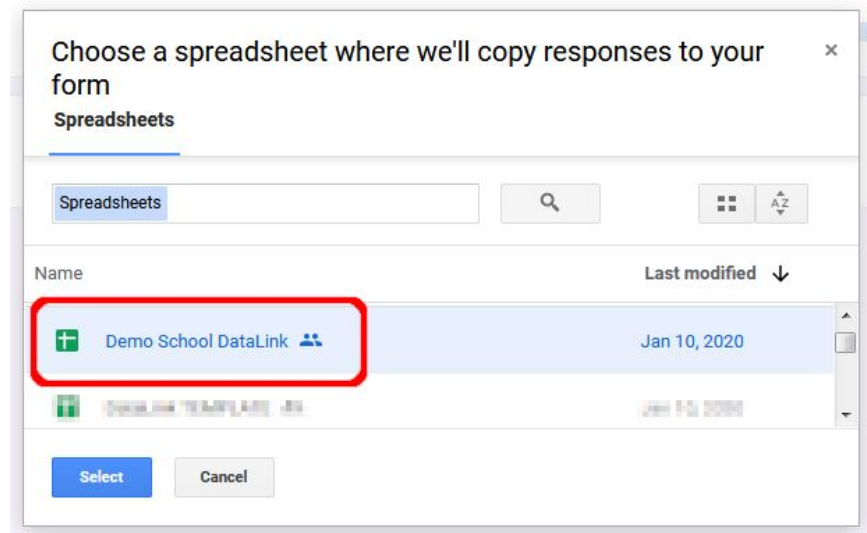 Choose a spreadsheet where we'll copy responses to your
form
Spreadsheets
Spreadsheets
AZ
Name Last modified
Demo School DataLink Jan 10, 2020
Select Cancel